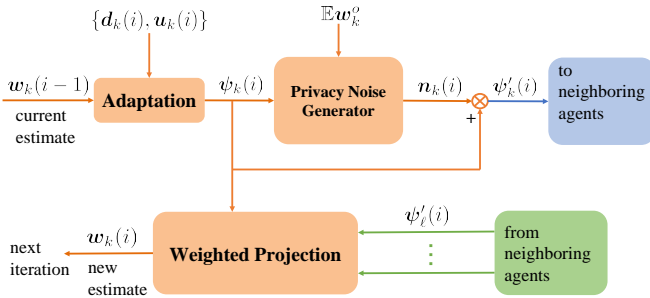 {d_k(i), u_k(i)}
𝔼w_k^o
w_k(i − 1)
current
estimate
Adaptation
ψ_k(i)
Privacy Noise
Generator
n_k(i)
+
ψ′_k(i)
to
neighboring
agents
next
iteration
w_k(i)
new
estimate
Weighted Projection
ψ′_ℓ(i)
⋮
from
neighboring
agents